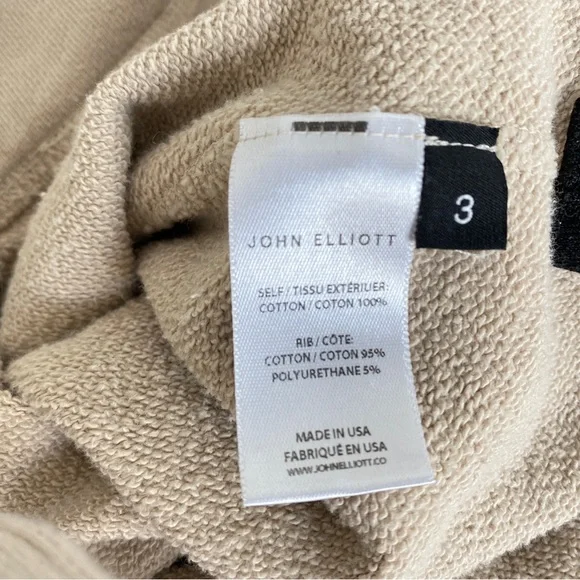 JOHN ELLIOTT
3
SELF / TISSU EXTÉRILIER:
COTTON / COTON 100%
RIB / CÔTE:
COTTON / COTON 95%
POLYURETHANE 5%
MADE IN USA
FABRIQUÉ EN USA
WWW.JOHNELLIOTT.CO